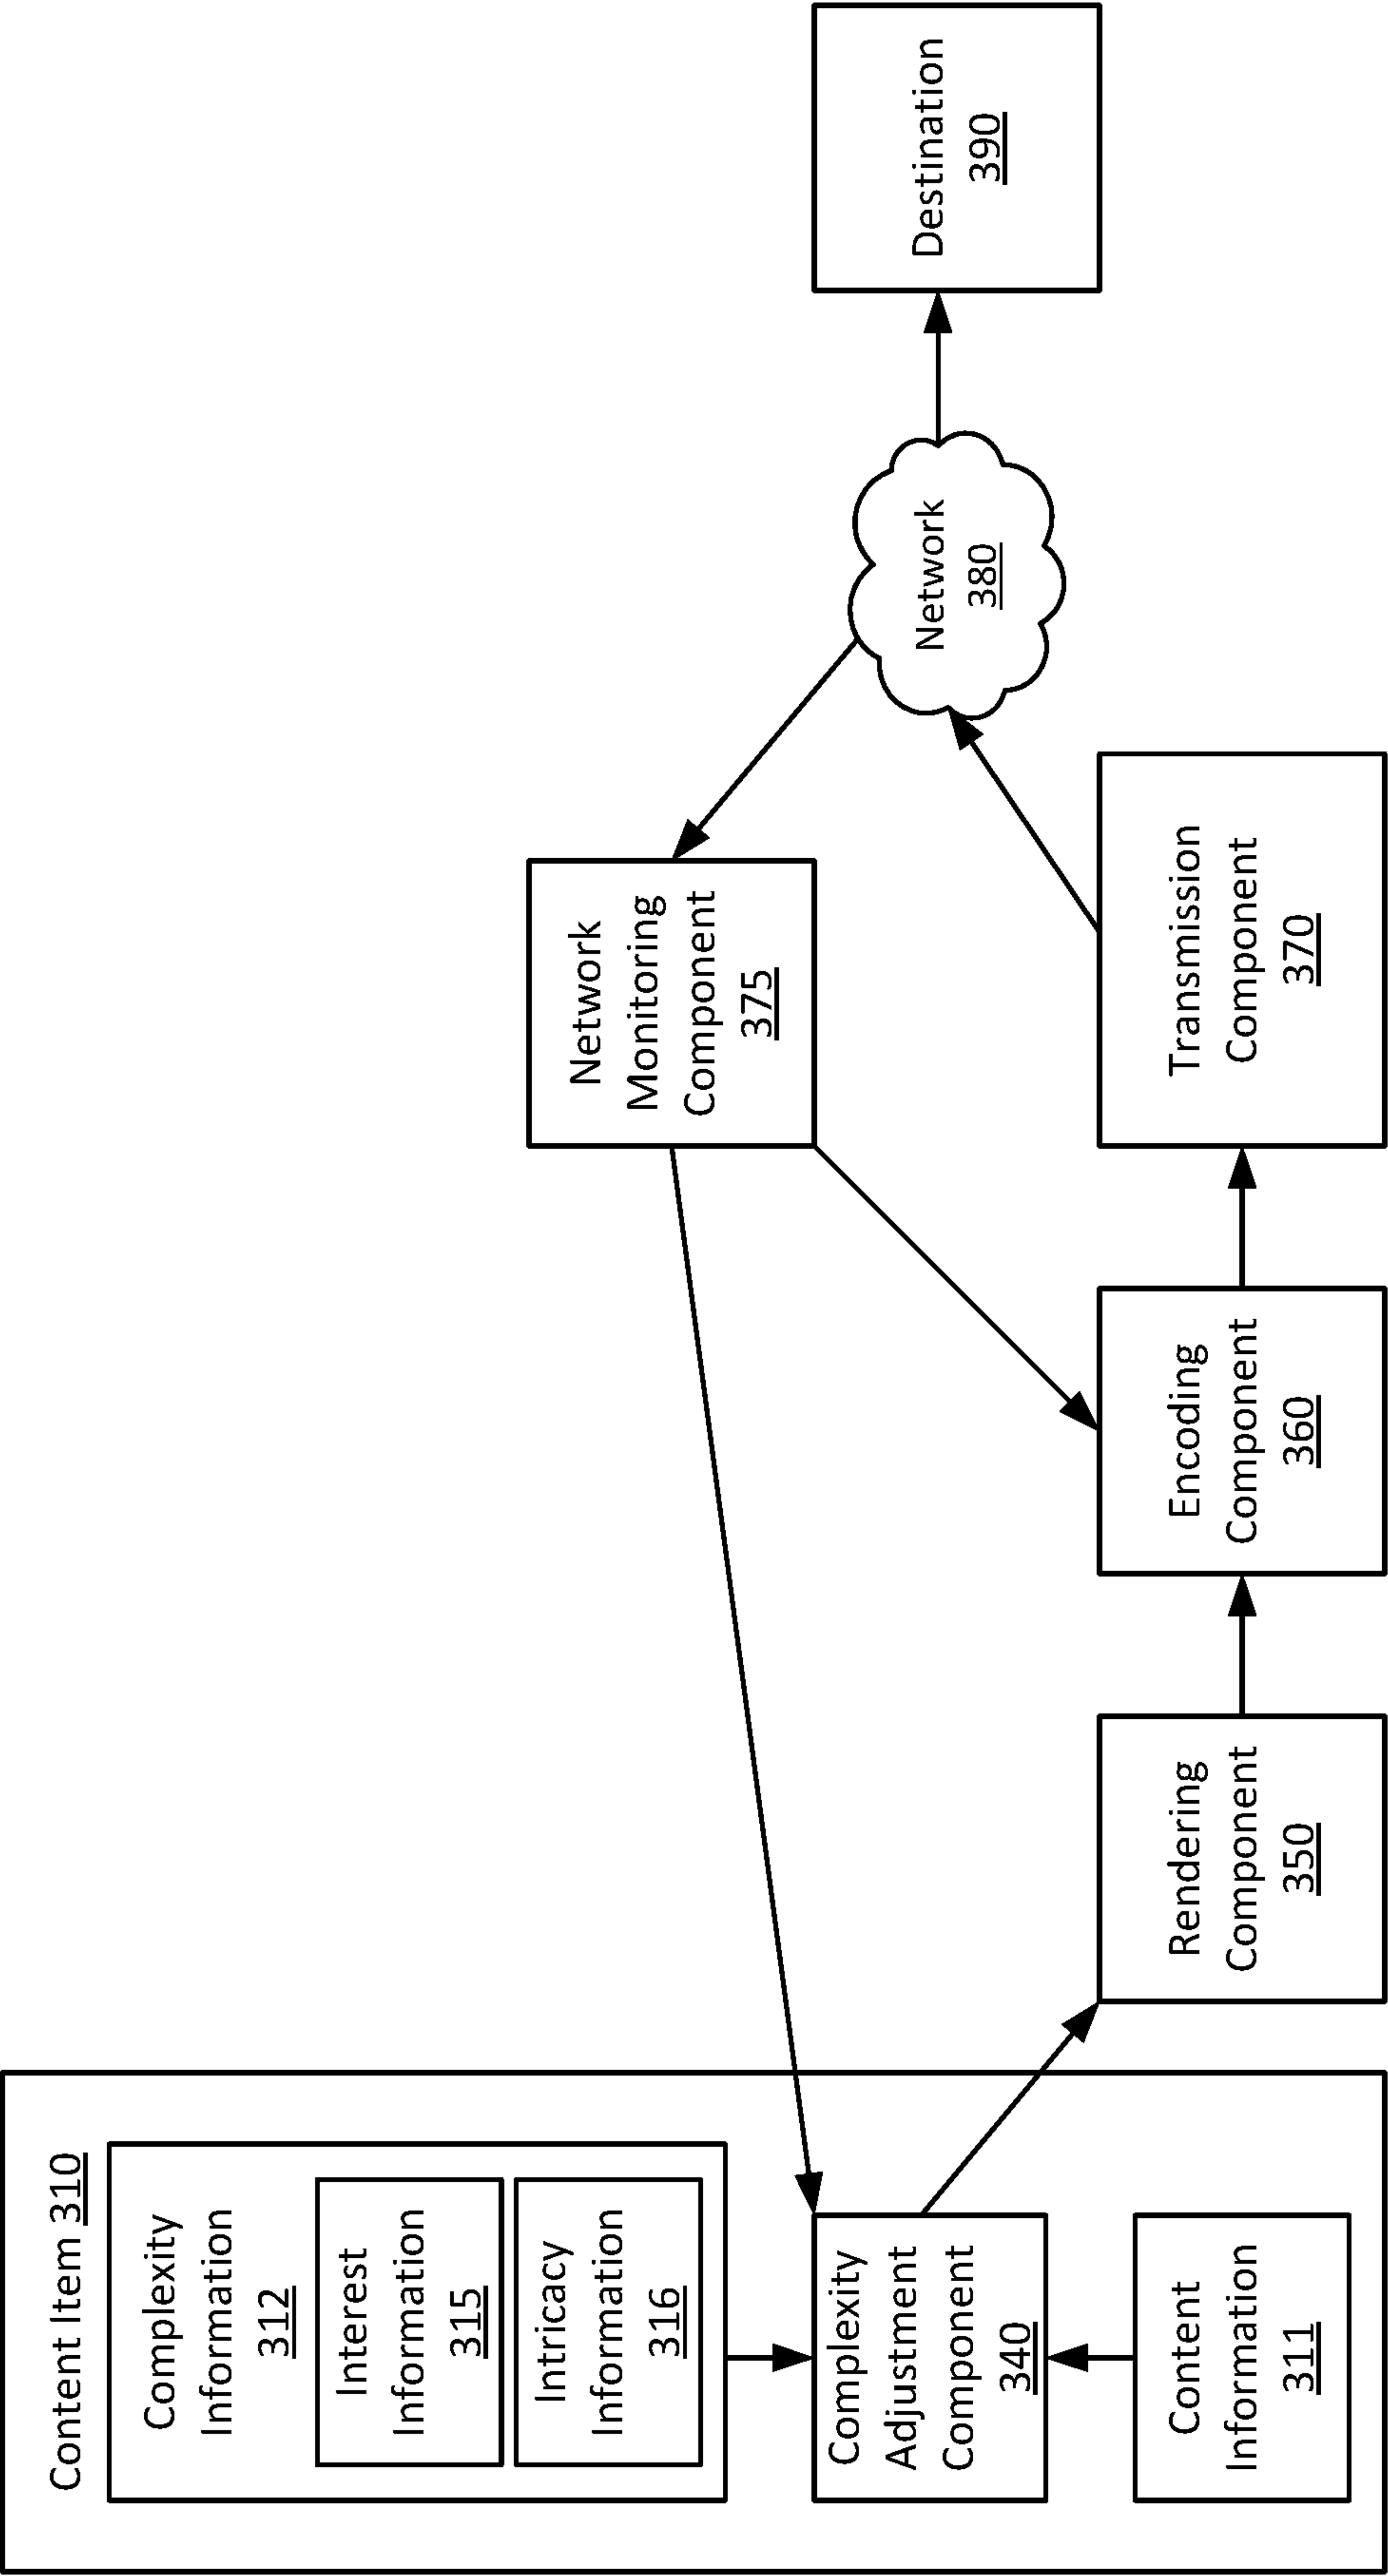 Content Item 310
Complexity
Information
312
Interest
Information
315
Intricacy
Information
316
Complexity
Adjustment
Component
340
Content
Information
311
Rendering
Component
350
Encoding
Component
360
Network
Monitoring
Component
375
Transmission
Component
370
Network
380
Destination
390